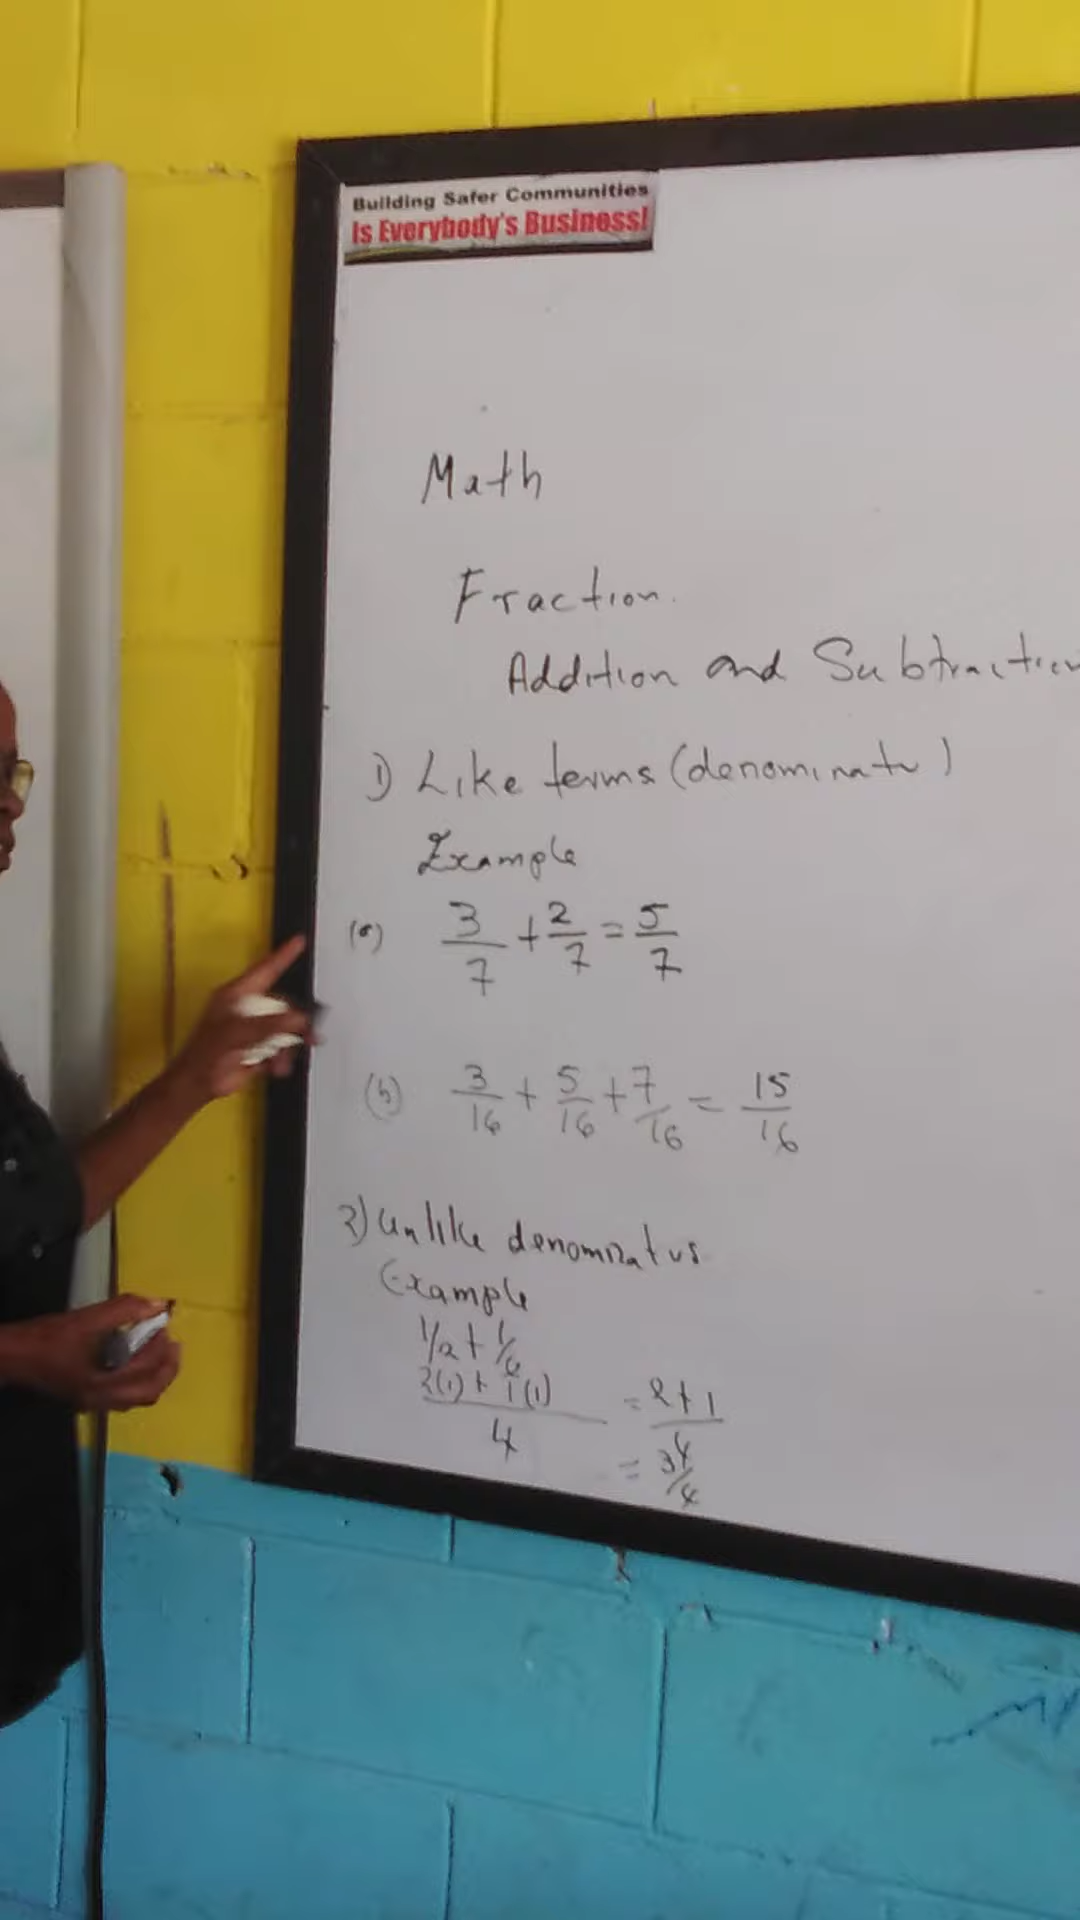 Building Safer Communities
Is Everybody's Business!
Math
Fraction.
Addition and Subtraction
1) Like terms (denominator)
Example
(a) 3/7 + 2/7 = 5/7
(b) 3/16 + 5/16 + 7/16 = 15/16
2) Unlike denominators
Example
1/2 + 1/4
2(1) + 1(1) / 4 = 2+1 / 4
= 3/4